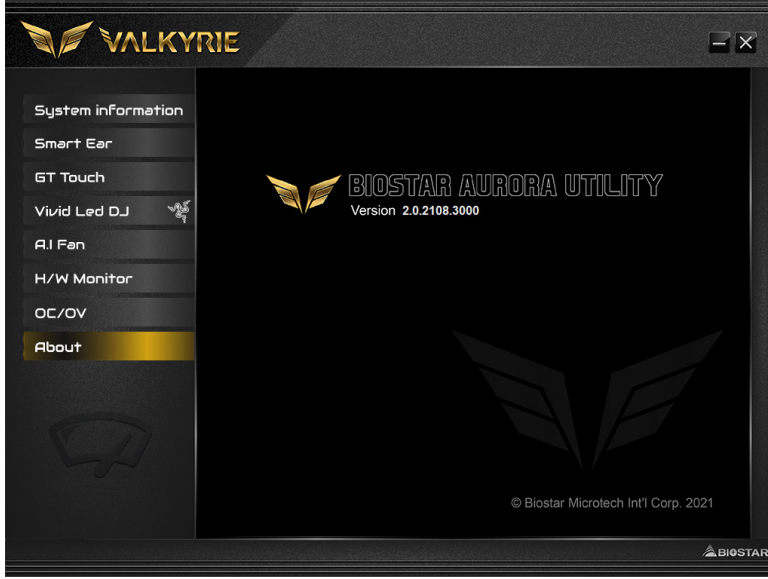 VALKYRIE
System information
Smart Ear
GT Touch
Vivid Led DJ
A.I Fan
H/W Monitor
OC/OV
About
BIOSTAR AURORA UTILITY
Version 2.0.2108.3000
© Biostar Microtech Int'l Corp. 2021
BIOSTAR